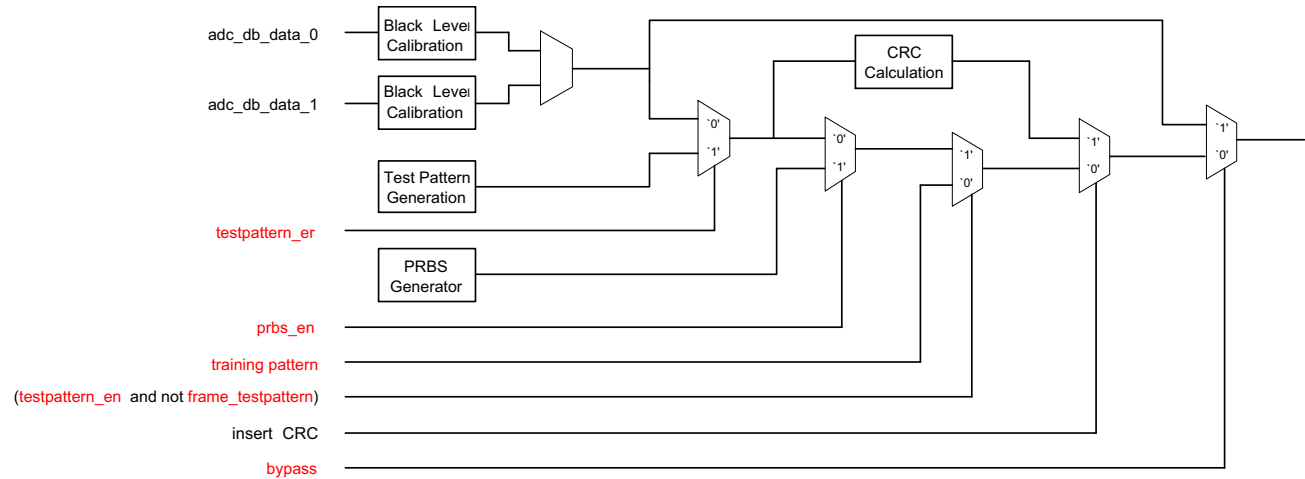 adc_db_data_0
Black Level
Calibration
adc_db_data_1
Black Level
Calibration
CRC
Calculation
Test Pattern
Generation
testpattern_er
PRBS
Generator
prbs_en
training pattern
(testpattern_en and not frame_testpattern)
insert CRC
bypass
`0'
`1'
`0'
`1'
`1'
`0'
`1'
`0'
`1'
`0'